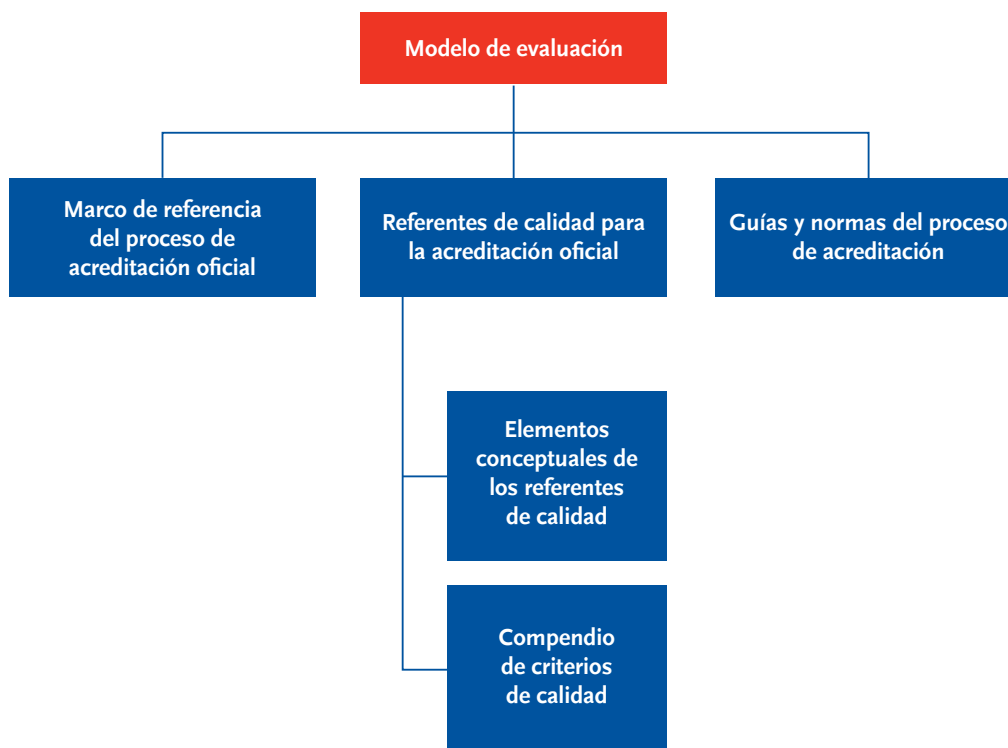 Modelo de evaluación
Marco de referencia
del proceso de
acreditación oficial
Referentes de calidad para
la acreditación oficial
Guías y normas del proceso
de acreditación
Elementos
conceptuales de
los referentes
de calidad
Compendio
de criterios
de calidad